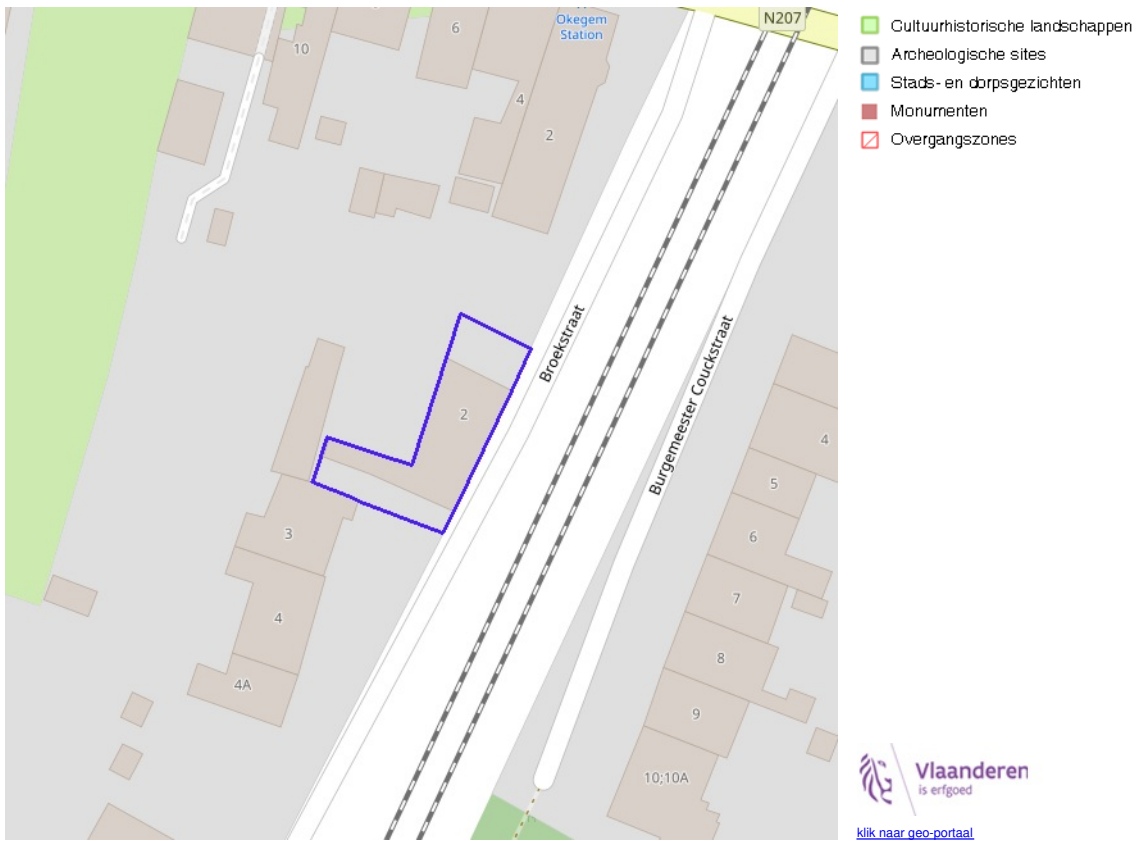 N207
Okegem
Station
6
10
4
2
Broekstraat
Burgemeester Couckstraat
2
4
3
5
6
7
4
8
4A
9
10;10A
Cultuurhistorische landschappen
Archeologische sites
Stads- en dorpsgezichten
Monumenten
Overgangszones
Vlaanderen
is erfgoed
klik naar geo-portaal